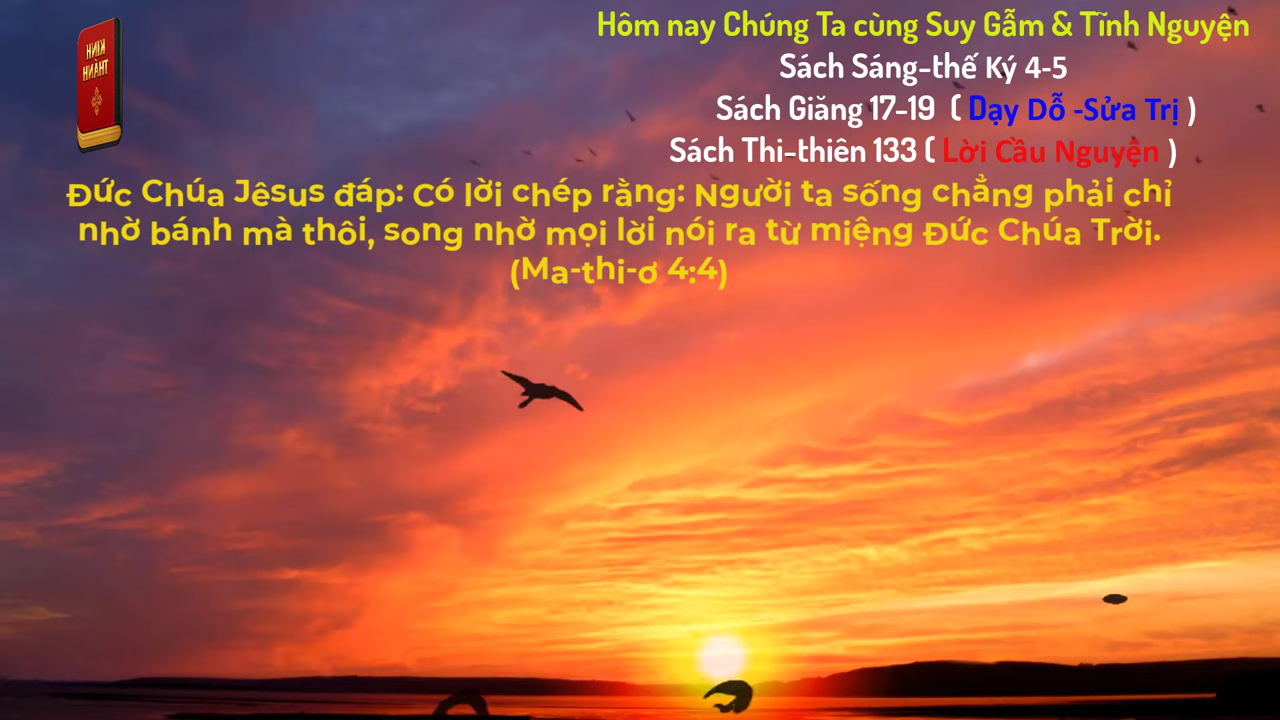 KINH
THÁNH
Hôm nay Chúng Ta cùng Suy Gẫm & Tĩnh Nguyện
Sách Sáng-thế Ký 4-5
Sách Giăng 17-19 ( Dạy Dỗ -Sửa Trị )
Sách Thi-thiên 133 ( Lời Cầu Nguyện )
Đức Chúa Jêsus đáp: Có lời chép rằng: Người ta sống chẳng phải chỉ
nhờ bánh mà thôi, song nhờ mọi lời nói ra từ miệng Đức Chúa Trời.
(Ma-thi-ơ 4:4)